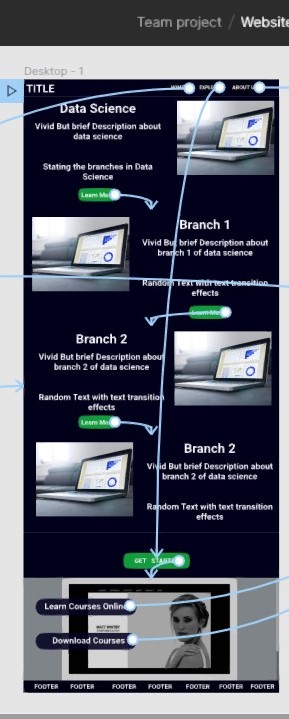 Team project / Website
Desktop - 1
TITLE
ABOUT U
Data Science
Vivid But brief Description about
data science
Stating the branches in Data
Science
Learn Mo
Branch 1
Vivid But brief Description about
branch 1 of data science
Random Text with text transition
effects
Learn Mo
Branch 2
Vivid But brief Description about
branch 2 of data science
Random Text with text transition
effects
Learn Mo
Branch 2
Vivid But brief Description about
branch 2 of data science
Random Text with text transition
effects
GET START
Learn Courses Online
MATT WHITBY
Download Courses
FOOTER FOOTER FOOTER FOOTER FOOTER FOOTER FOOTER